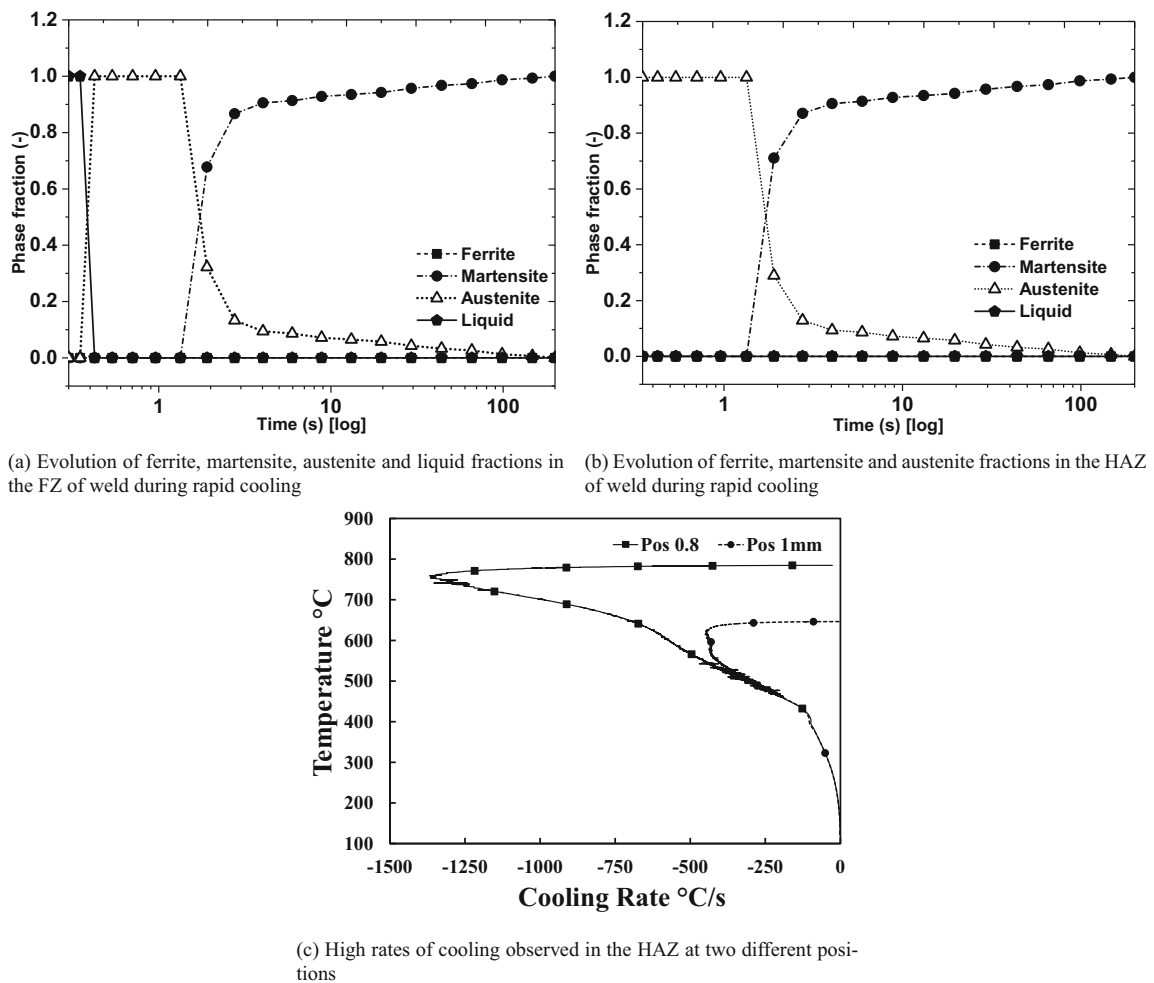 1.2
1.0
0.8
0.6
0.4
0.2
0.0
Phase fraction (-)
Ferrite
Martensite
Austenite
Liquid
1 10 100
Time (s) [log]
(a) Evolution of ferrite, martensite, austenite and liquid fractions in
the FZ of weld during rapid cooling
1.2
1.0
0.8
0.6
0.4
0.2
0.0
Phase fraction (-)
Ferrite
Martensite
Austenite
Liquid
1 10 100
Time (s) [log]
(b) Evolution of ferrite, martensite and austenite fractions in the HAZ
of weld during rapid cooling
900
800
700
600
500
400
300
200
100
Temperature °C
Pos 0.8 Pos 1mm
-1500 -1250 -1000 -750 -500 -250 0
Cooling Rate °C/s
(c) High rates of cooling observed in the HAZ at two different posi-
tions